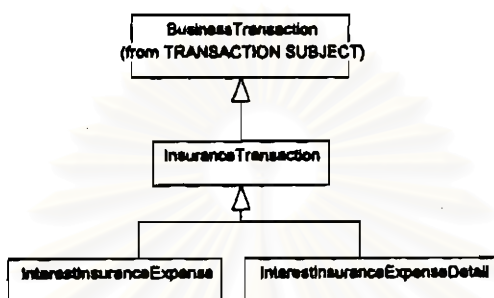 BusinessTransaction
(from TRANSACTION SUBJECT)
InsuranceTransaction
InterestInsuranceExpense
InterestInsuranceExpenseDetail